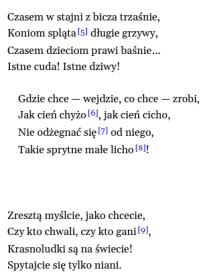 Czasem w stajni z bicza trzaśnie,
Koniom spląta[5] długie grzywy,
Czasem dzieciom prawi baśnie...
Istne cuda! Istne dziwy!
Gdzie chce — wejdzie, co chce — zrobi,
Jak cień chyżo[6], jak cień cicho,
Nie odżegnać się[7] od niego,
Takie sprytne małe licho[8]!
Zresztą myślcie, jako chcecie,
Czy kto chwali, czy kto gani[9],
Krasnoludki są na świecie!
Spytajcie się tylko niani.